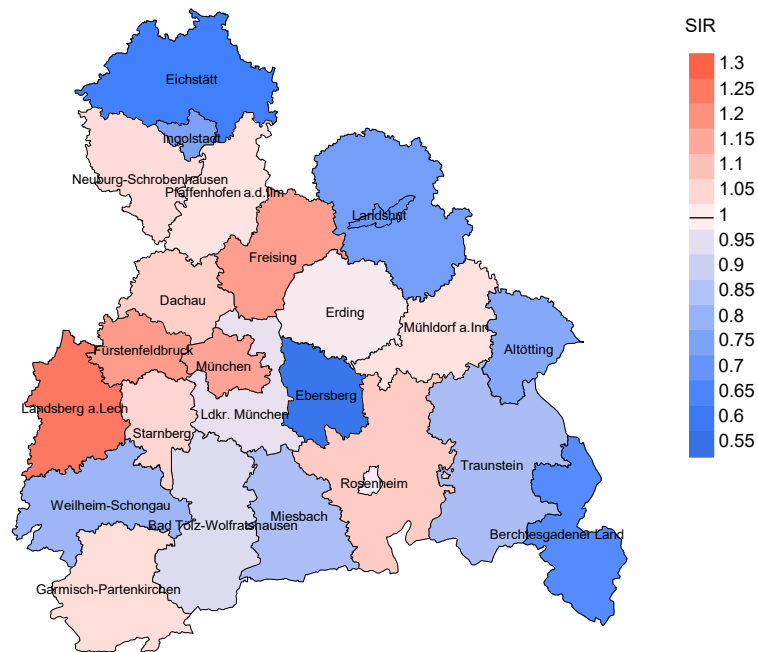 SIR
1.3
1.25
1.2
1.15
1.1
1.05
1
0.95
0.9
0.85
0.8
0.75
0.7
0.65
0.6
0.55
Eichstätt
Ingolstadt
Neuburg-Schrobenhausen
Pfaffenhofen a.d.Ilm
Landshut
Freising
Dachau
Erding
Mühldorf a.Inn
Altötting
Fürstenfeldbruck
München
Ebersberg
Landsberg a.Lech
Ldkr. München
Starnberg
Traunstein
Rosenheim
Weilheim-Schongau
Miesbach
Bad Tölz-Wolfratshausen
Berchtesgadener Land
Garmisch-Partenkirchen